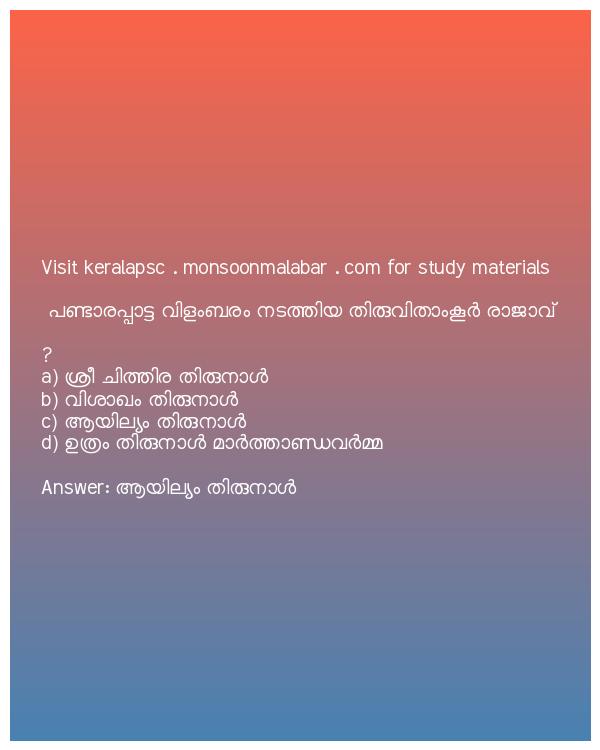 Visit keralapsc . monsoonmalabar . com for study materials
പണ്ടാരപ്പാട്ട വിളംബരം നടത്തിയ തിരുവിതാംകൂർ രാജാവ്
?
a) ശ്രീ ചിത്തിര തിരുനാൾ
b) വിശാഖം തിരുനാൾ
c) ആയില്യം തിരുനാൾ
d) ഉത്രം തിരുനാൾ മാർത്താണ്ഡവർമ്മ
Answer: ആയില്യം തിരുനാൾ